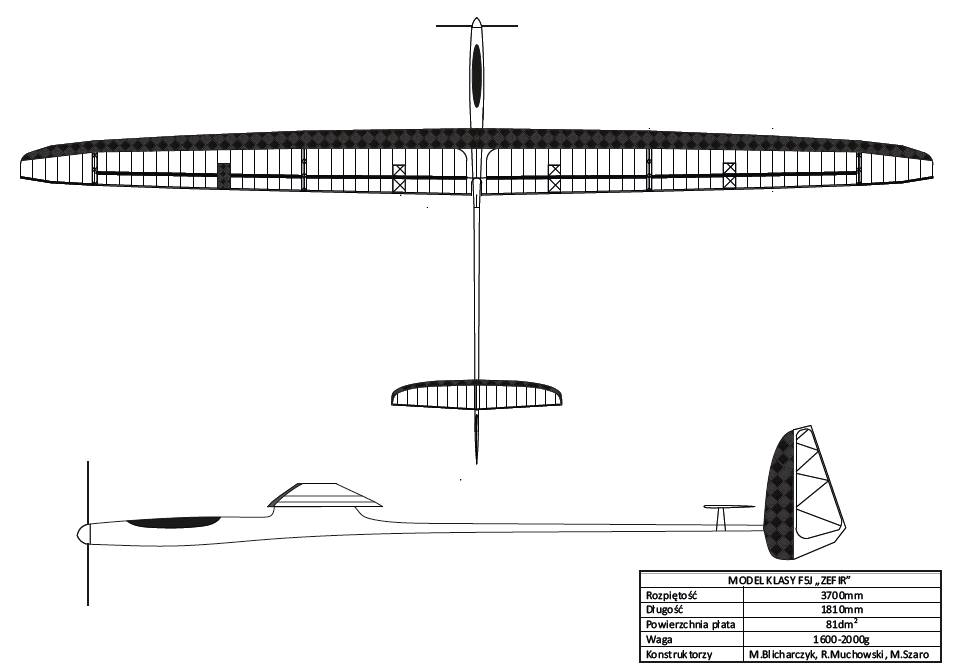 MODEL KLASY F5J „ZEFIR”
Rozpiętość 3700mm
Długość 1810mm
Powierzchnia płata 81dm²
Waga 1600-2000g
Konstruktorzy M.Blicharczyk, R.Muchowski, M.Szaro